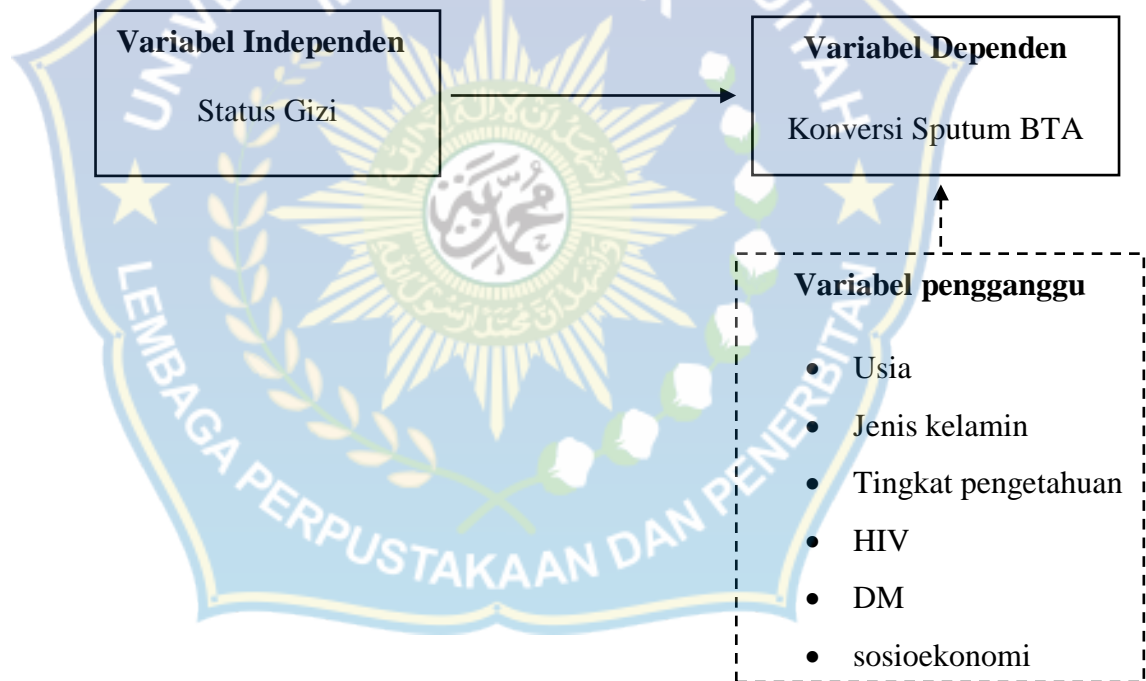 Variabel Independen
Status Gizi
Variabel Dependen
Konversi Sputum BTA
Variabel pengganggu
• Usia
• Jenis kelamin
• Tingkat pengetahuan
• HIV
• DM
• sosioekonomi
LEMBAGA PERPUSTAKAAN DAN PENERBITAN